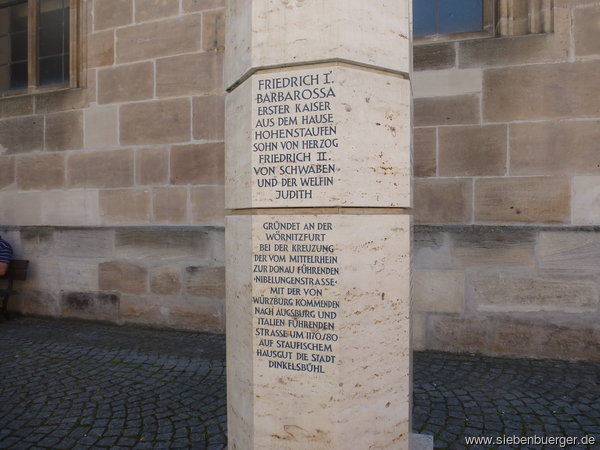 FRIEDRICH I.
BARBAROSSA
ERSTER KAISER
AUS DEM HAUSE
HOHENSTAUFEN
SOHN VON HERZOG
FRIEDRICH II.
VON SCHWABEN
UND DER WELFIN
JUDITH
GRÜNDET AN DER
WÖRNITZFURT
BEI DER KREUZUNG
DER VOM MITTELRHEIN
ZUR DONAU FÜHRENDEN
·NIBELUNGENSTRASSE·
MIT DER VON
WÜRZBURG KOMMENDEN
NACH AUGSBURG UND
ITALIEN FÜHRENDEN
STRASSE UM 1170/80
AUF STAUFISCHEM
HAUSGUT DIE STADT
DINKELSBÜHL
www.siebenbuerger.de